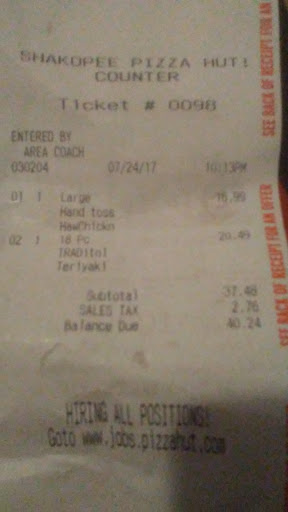 SHAKOPEE PIZZA HUT!
COUNTER
Ticket # 0098
ENTERED BY
AREA COACH
030204 07/24/17 10:13PM
01 1 Large 16.99
Hand toss
HawChickn
02 1 18 Pc 20.49
TRADitnl
Teriyaki
Subtotal 37.48
SALES TAX 2.76
Balance Due 40.24
HIRING ALL POSITIONS!
Goto www.jobs.pizzahut.com
SEE BACK OF RECEIPT FOR AN
SEE BACK OF RECEIPT FOR AN OFFER